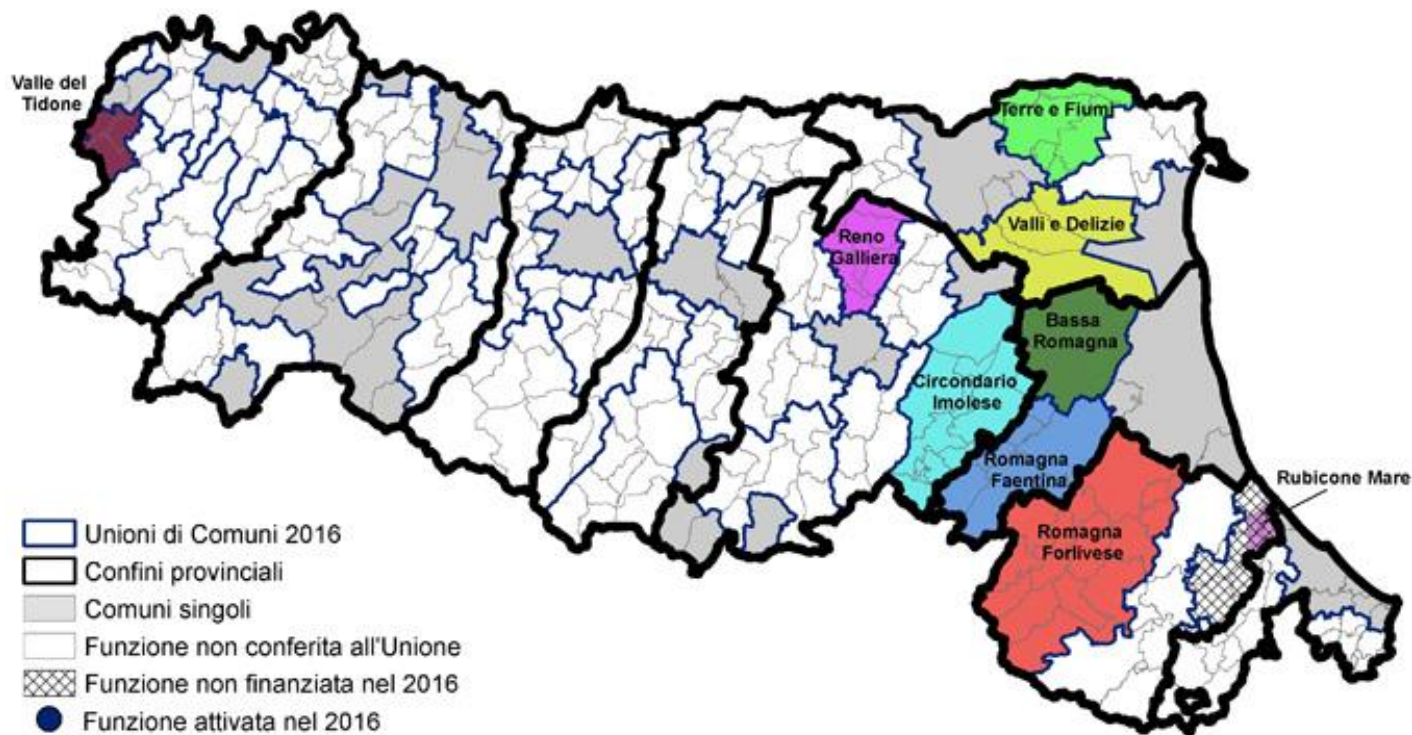 Valle del
Tidone
Terre e Fiumi
Valli e Delizie
Reno
Galliera
Bassa
Romagna
Circondario
Imolese
Romagna
Faentina
Rubicone Mare
Romagna
Forlivese
Unioni di Comuni 2016
Confini provinciali
Comuni singoli
Funzione non conferita all'Unione
Funzione non finanziata nel 2016
Funzione attivata nel 2016